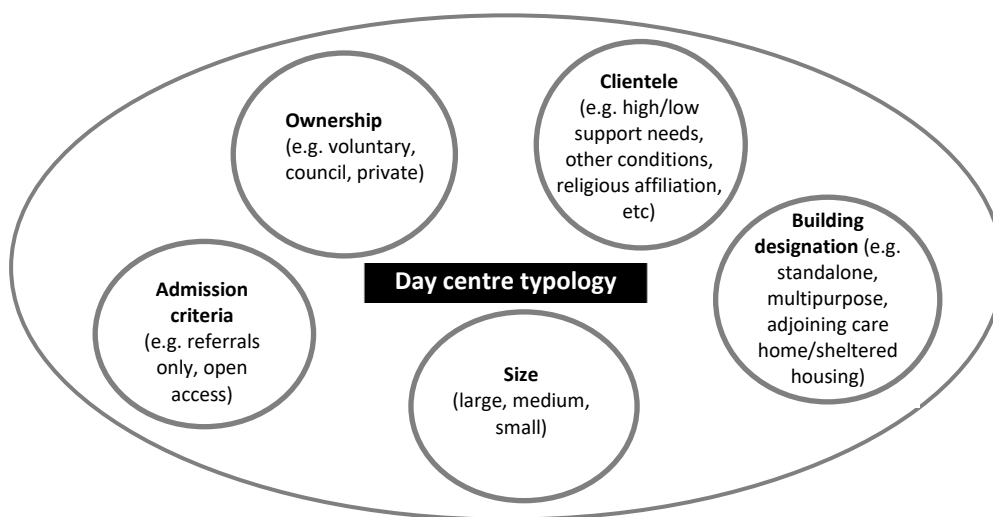 Ownership
(e.g. voluntary,
council, private)
Clientele
(e.g. high/low
support needs,
other conditions,
religious affiliation,
etc)
Building
designation (e.g.
standalone,
multipurpose,
adjoining care
home/sheltered
housing)
Day centre typology
Admission
criteria
(e.g. referrals
only, open
access)
Size
(large, medium,
small)